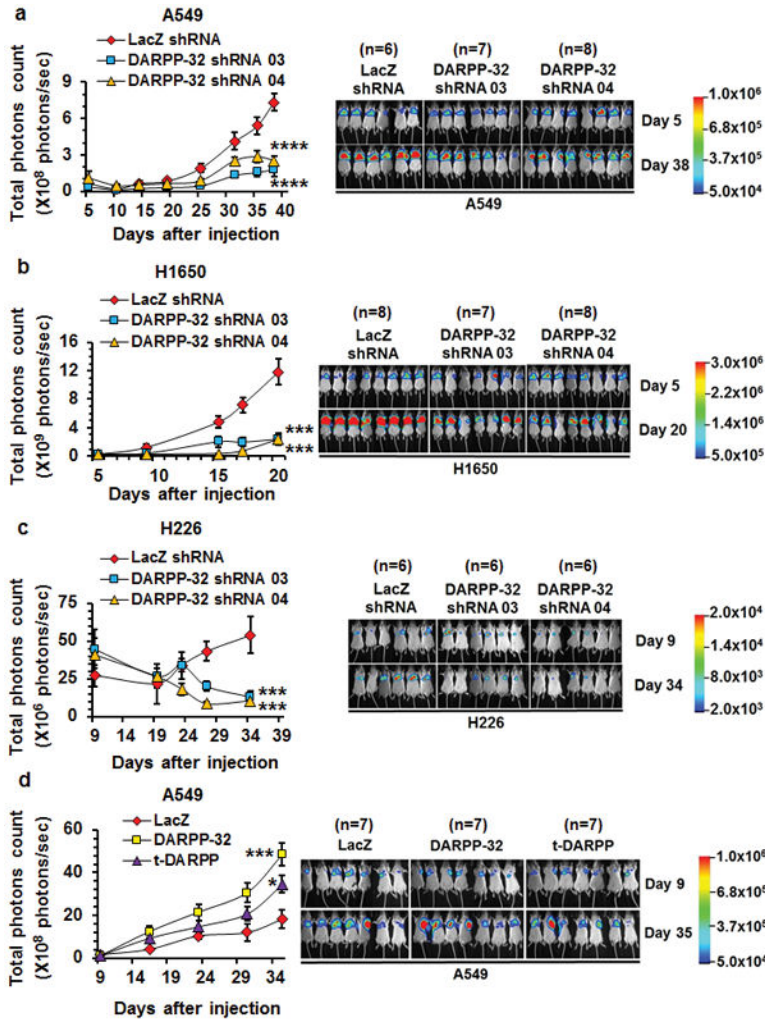 a
A549
LacZ shRNA
DARPP-32 shRNA 03
DARPP-32 shRNA 04
Total photons count
(X10⁸ photons/sec)
9
6
3
0
5 10 15 20 25 30 35 40
Days after injection
****
****
(n=6) (n=7) (n=8)
LacZ shRNA
DARPP-32 shRNA 03
DARPP-32 shRNA 04
Day 5
Day 38
A549
1.0x10⁶
6.8x10⁵
3.7x10⁵
5.0x10⁴
b
H1650
LacZ shRNA
DARPP-32 shRNA 03
DARPP-32 shRNA 04
Total photons count
(X10⁹ photons/sec)
16
12
8
4
0
5 10 15 20
Days after injection
***
***
(n=8) (n=7) (n=8)
LacZ shRNA
DARPP-32 shRNA 03
DARPP-32 shRNA 04
Day 5
Day 20
H1650
3.0x10⁶
2.2x10⁶
1.4x10⁶
5.0x10⁵
c
H226
LacZ shRNA
DARPP-32 shRNA 03
DARPP-32 shRNA 04
Total photons count
(X10⁶ photons/sec)
75
50
25
0
9 14 19 24 29 34 39
Days after injection
***
***
(n=6) (n=6) (n=6)
LacZ shRNA
DARPP-32 shRNA 03
DARPP-32 shRNA 04
Day 9
Day 34
H226
2.0x10⁴
1.4x10⁴
7.9x10³
2.0x10³
d
A549
LacZ
DARPP-32
t-DARPP
Total photons count
(X10⁸ photons/sec)
60
40
20
0
9 14 19 24 29 34
Days after injection
***
*
(n=7) (n=7) (n=7)
LacZ DARPP-32 t-DARPP
Day 9
Day 35
A549
1.0x10⁶
6.8x10⁵
3.7x10⁵
5.0x10⁴